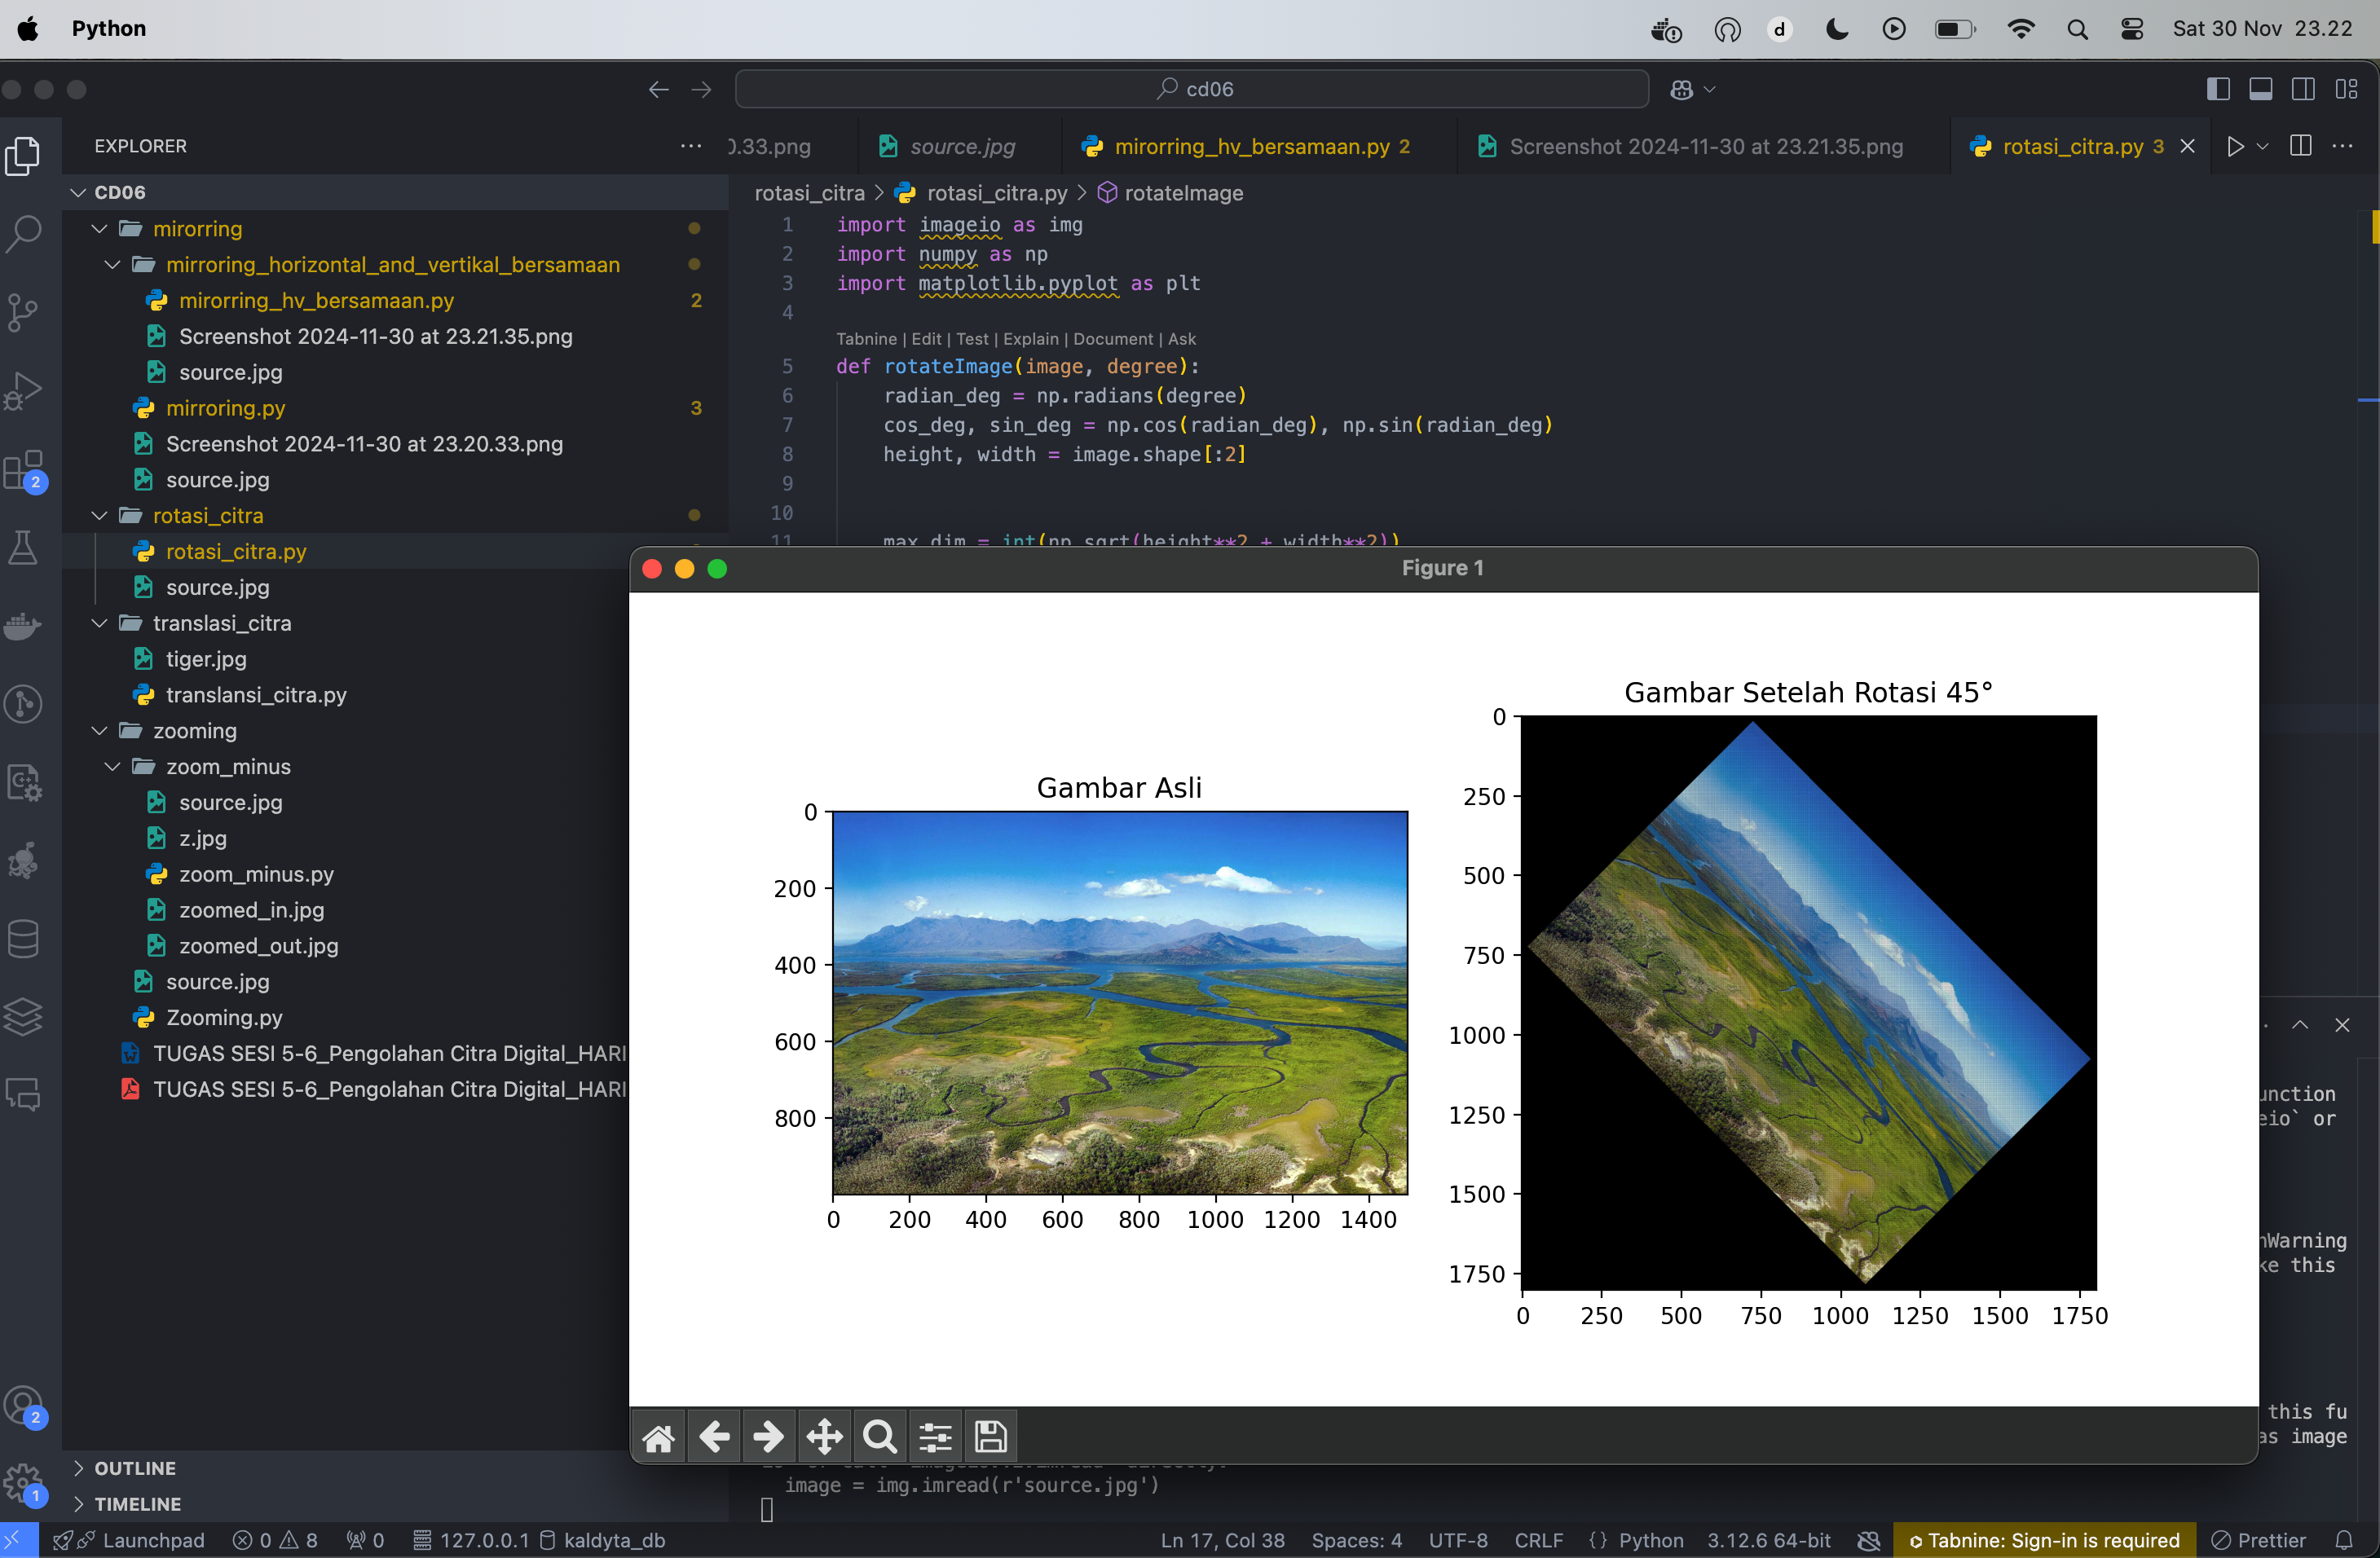 Python
d
Sat 30 Nov 23.22
cd06
EXPLORER
0.33.png
source.jpg
mirorring_hv_bersamaan.py 2
Screenshot 2024-11-30 at 23.21.35.png
rotasi_citra.py 3
CD06
mirorring
mirroring_horizontal_and_vertikal_bersamaan
mirorring_hv_bersamaan.py
2
Screenshot 2024-11-30 at 23.21.35.png
source.jpg
mirroring.py
3
Screenshot 2024-11-30 at 23.20.33.png
source.jpg
rotasi_citra
rotasi_citra.py
source.jpg
translasi_citra
tiger.jpg
translansi_citra.py
zooming
zoom_minus
source.jpg
z.jpg
zoom_minus.py
zoomed_in.jpg
zoomed_out.jpg
source.jpg
Zooming.py
TUGAS SESI 5-6_Pengolahan Citra Digital_HARI
TUGAS SESI 5-6_Pengolahan Citra Digital_HARI
OUTLINE
TIMELINE
2
2
1
rotasi_citra > rotasi_citra.py > rotateImage
1 import imageio as img
2 import numpy as np
3 import matplotlib.pyplot as plt
4
Tabnine | Edit | Test | Explain | Document | Ask
5 def rotateImage(image, degree):
6 radian_deg = np.radians(degree)
7 cos_deg, sin_deg = np.cos(radian_deg), np.sin(radian_deg)
8 height, width = image.shape[:2]
9
10
11 max_dim = int(np.sqrt(height**2 + width**2))
Figure 1
Gambar Asli
0
200
400
600
800
0 200 400 600 800 1000 1200 1400
Gambar Setelah Rotasi 45°
0
250
500
750
1000
1250
1500
1750
0 250 500 750 1000 1250 1500 1750
unction
eio` or
nWarning
ke this
this fu
as image
image = img.imread(r'source.jpg')
Launchpad
0
8
0
127.0.0.1
kaldyta_db
Ln 17, Col 38
Spaces: 4
UTF-8
CRLF
{} Python
3.12.6 64-bit
Tabnine: Sign-in is required
Prettier